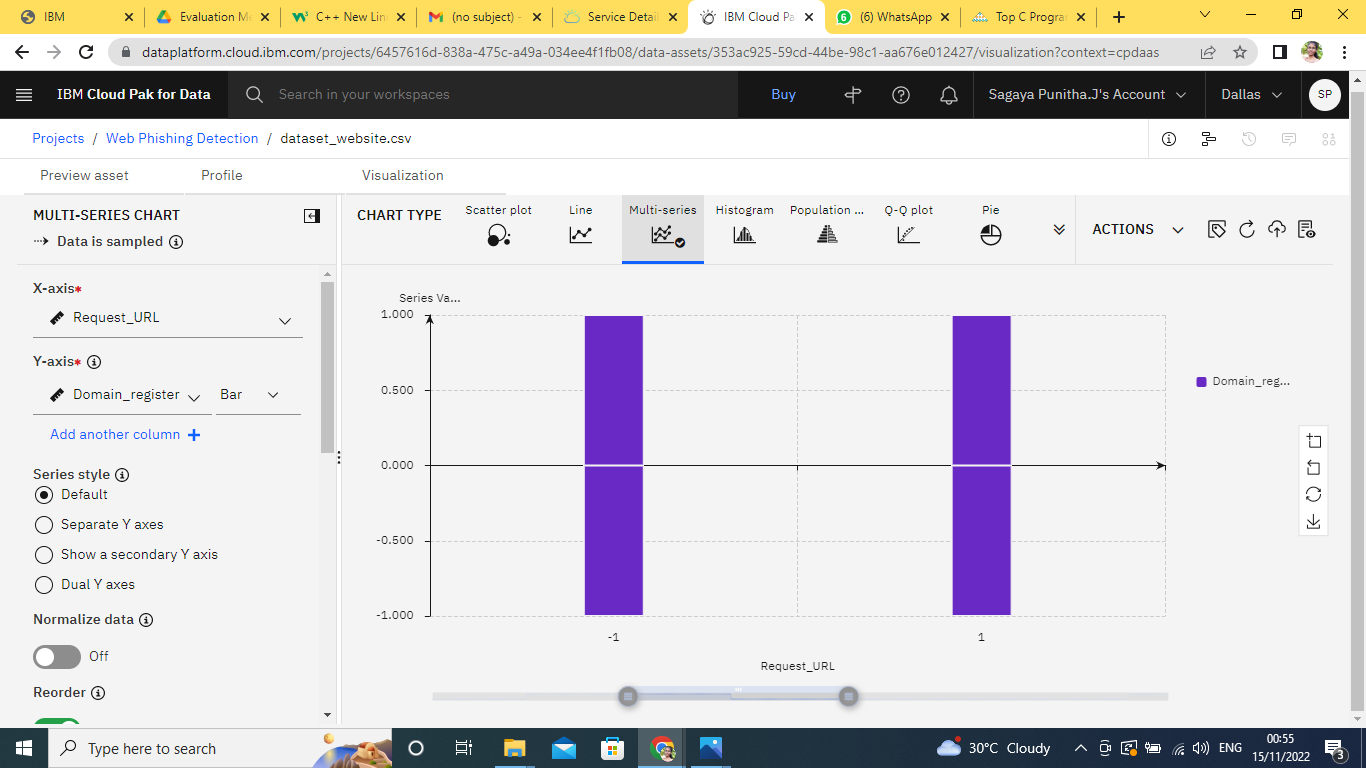 IBM
Evaluation Me
C++ New Lin
(no subject) -
Service Detai
IBM Cloud Pa
(6) WhatsApp
Top C Progra
dataplatform.cloud.ibm.com/projects/6457616d-838a-475c-a49a-034ee4f1fb08/data-assets/353ac925-59cd-44be-98c1-aa676e012427/visualization?context=cpdaas
IBM Cloud Pak for Data
Search in your workspaces
Buy
Sagaya Punitha.J's Account
Dallas
SP
Projects / Web Phishing Detection / dataset_website.csv
Preview asset
Profile
Visualization
MULTI-SERIES CHART
Data is sampled
CHART TYPE
Scatter plot
Line
Multi-series
Histogram
Population ...
Q-Q plot
Pie
ACTIONS
X-axis*
Request_URL
Y-axis*
Domain_register
Bar
Add another column +
Series style
Default
Separate Y axes
Show a secondary Y axis
Dual Y axes
Normalize data
Off
Reorder
Series Va...
1.000
0.500
0.000
-0.500
-1.000
-1
1
Request_URL
Domain_reg...
Type here to search
30°C Cloudy
ENG
00:55
15/11/2022
3